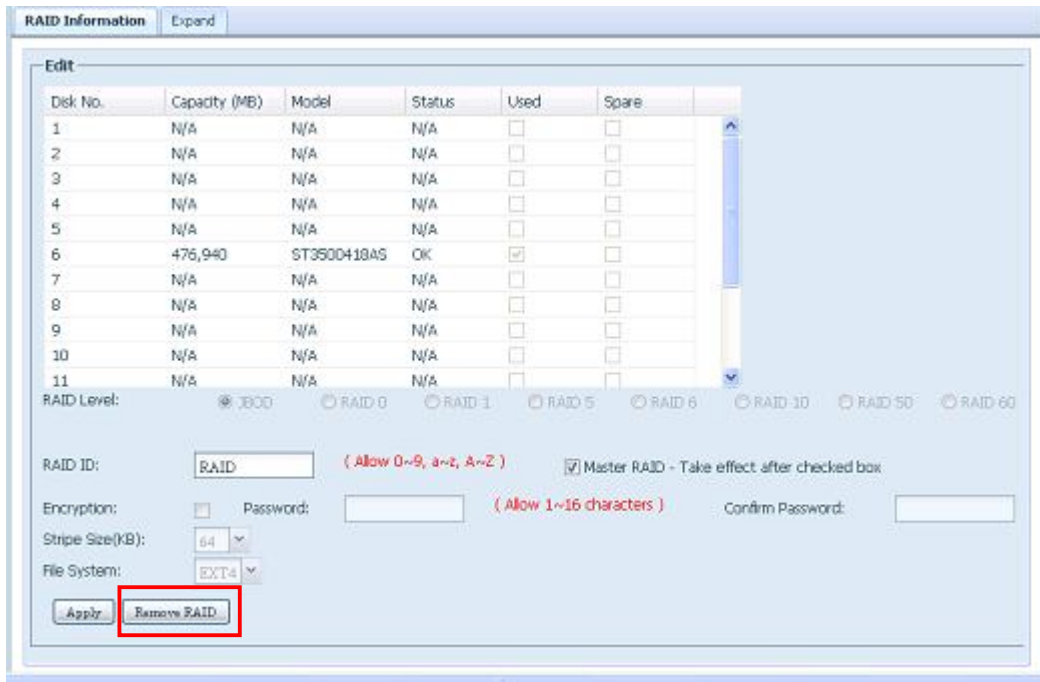 RAID Information Expand
Edit
Disk No. Capacity (MB) Model Status Used Spare
1 N/A N/A N/A
2 N/A N/A N/A
3 N/A N/A N/A
4 N/A N/A N/A
5 N/A N/A N/A
6 476,940 ST3500418AS OK
7 N/A N/A N/A
8 N/A N/A N/A
9 N/A N/A N/A
10 N/A N/A N/A
11 N/A N/A N/A
RAID Level: JBOD RAID 0 RAID 1 RAID 5 RAID 6 RAID 10 RAID 50 RAID 60
RAID ID: RAID ( Allow 0~9, a~z, A~Z ) Master RAID - Take effect after checked box
Encryption: Password: ( Allow 1~16 characters ) Confirm Password:
Stripe Size(KB): 64
File System: EXT4
Apply Remove RAID